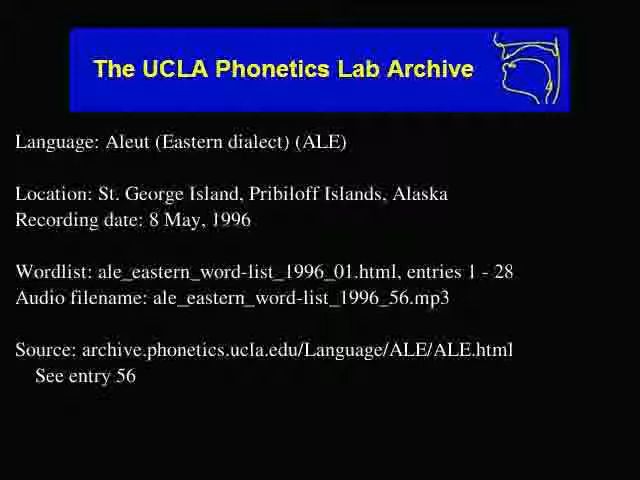 The UCLA Phonetics Lab Archive
Language: Aleut (Eastern dialect) (ALE)
Location: St. George Island, Pribiloff Islands, Alaska
Recording date: 8 May, 1996
Wordlist: ale_eastern_word-list_1996_01.html, entries 1 - 28
Audio filename: ale_eastern_word-list_1996_56.mp3
Source: archive.phonetics.ucla.edu/Language/ALE/ALE.html
See entry 56